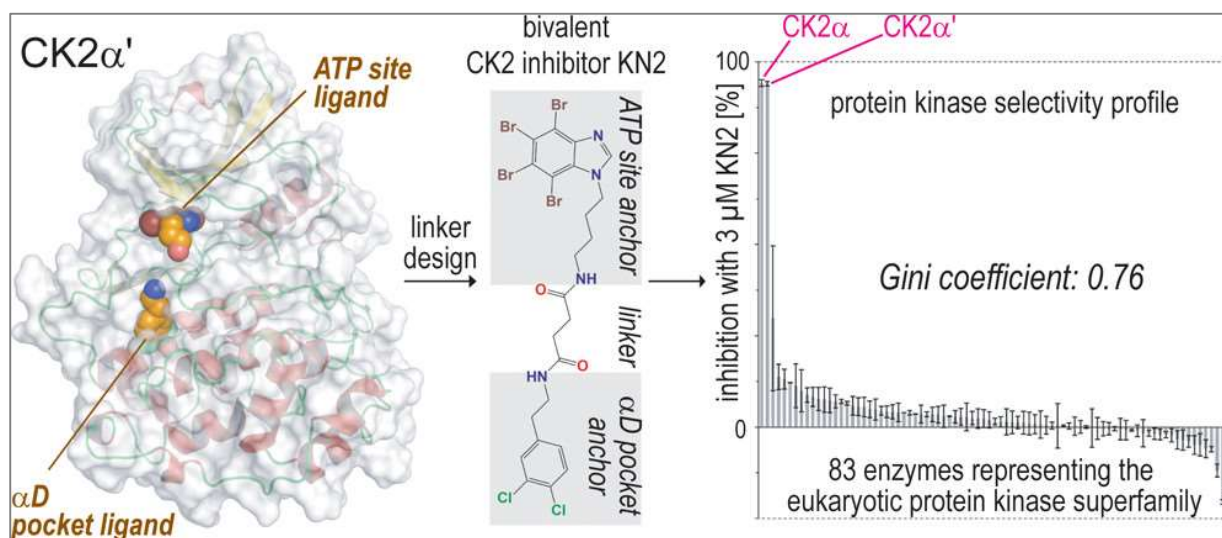 CK2α'
ATP site
ligand
αD
pocket ligand
linker
design
bivalent
CK2 inhibitor KN2
Br
Br
Br
Br
Br
N
N
NH
O
O
NH
Cl
Cl
ATP site anchor
linker
αD pocket
anchor
CK2α
CK2α'
100
0
inhibition with 3 µM KN2 [%]
protein kinase selectivity profile
Gini coefficient: 0.76
83 enzymes representing the
eukaryotic protein kinase superfamily